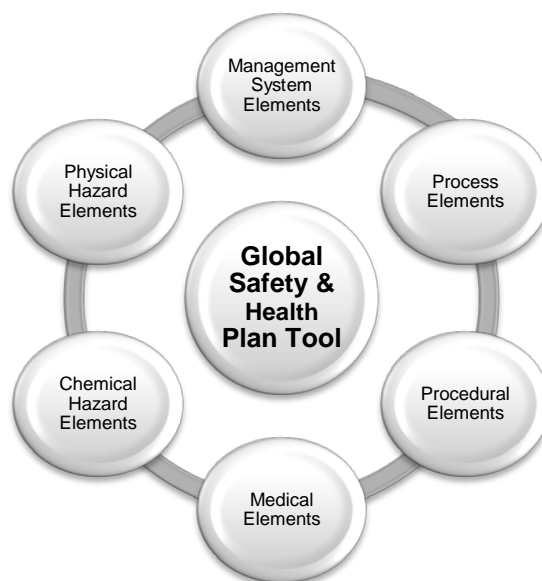 Management
System
Elements
Physical
Hazard
Elements
Process
Elements
Global
Safety &
Health
Plan Tool
Chemical
Hazard
Elements
Procedural
Elements
Medical
Elements